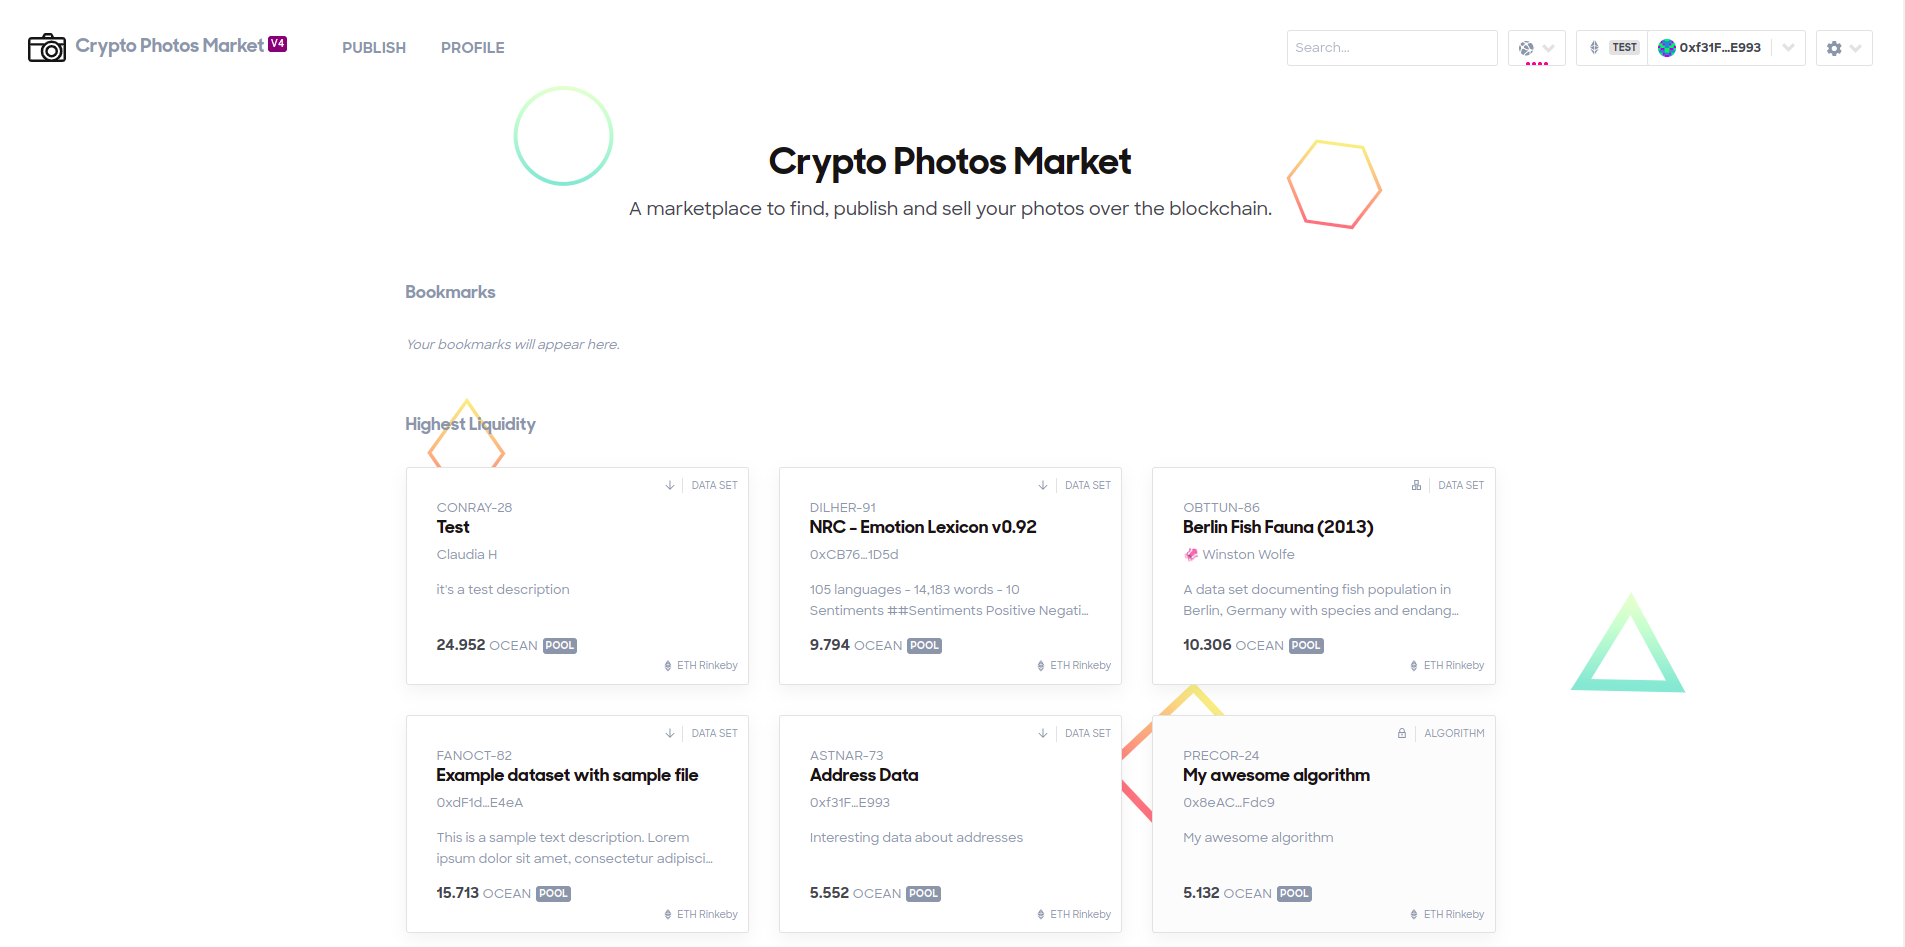 Crypto Photos Market V4
PUBLISH
PROFILE
Search...
TEST
0xf31F...E993
Crypto Photos Market
A marketplace to find, publish and sell your photos over the blockchain.
Bookmarks
Your bookmarks will appear here.
Highest Liquidity
DATA SET
CONRAY-28
Test
Claudia H
it's a test description
24.952 OCEAN POOL
ETH Rinkeby
DATA SET
DILHER-91
NRC - Emotion Lexicon v0.92
0xCB76...1D5d
105 languages - 14,183 words - 10
Sentiments ##Sentiments Positive Negati...
9.794 OCEAN POOL
ETH Rinkeby
DATA SET
OBTTUN-86
Berlin Fish Fauna (2013)
Winston Wolfe
A data set documenting fish population in
Berlin, Germany with species and endang...
10.306 OCEAN POOL
ETH Rinkeby
DATA SET
FANOCT-82
Example dataset with sample file
0xdF1d...E4eA
This is a sample text description. Lorem
ipsum dolor sit amet, consectetur adipisci...
15.713 OCEAN POOL
ETH Rinkeby
DATA SET
ASTNAR-73
Address Data
0xf31F...E993
Interesting data about addresses
5.552 OCEAN POOL
ETH Rinkeby
ALGORITHM
PRECOR-24
My awesome algorithm
0x8eAC...Fdc9
My awesome algorithm
5.132 OCEAN POOL
ETH Rinkeby